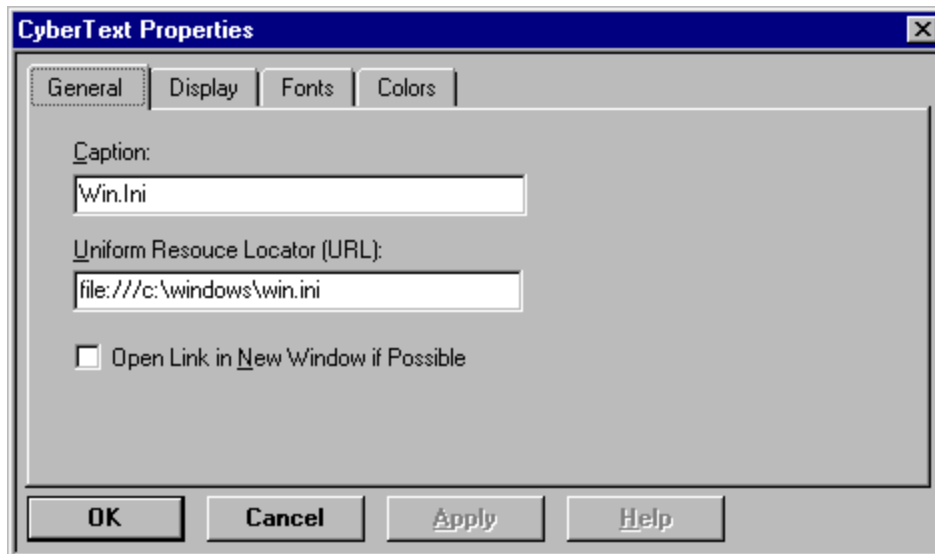 CyberText Properties
General Display Fonts Colors
Caption:
Win.Ini
Uniform Resouce Locator (URL):
file:///c:\windows\win.ini
Open Link in New Window if Possible
OK Cancel Apply Help